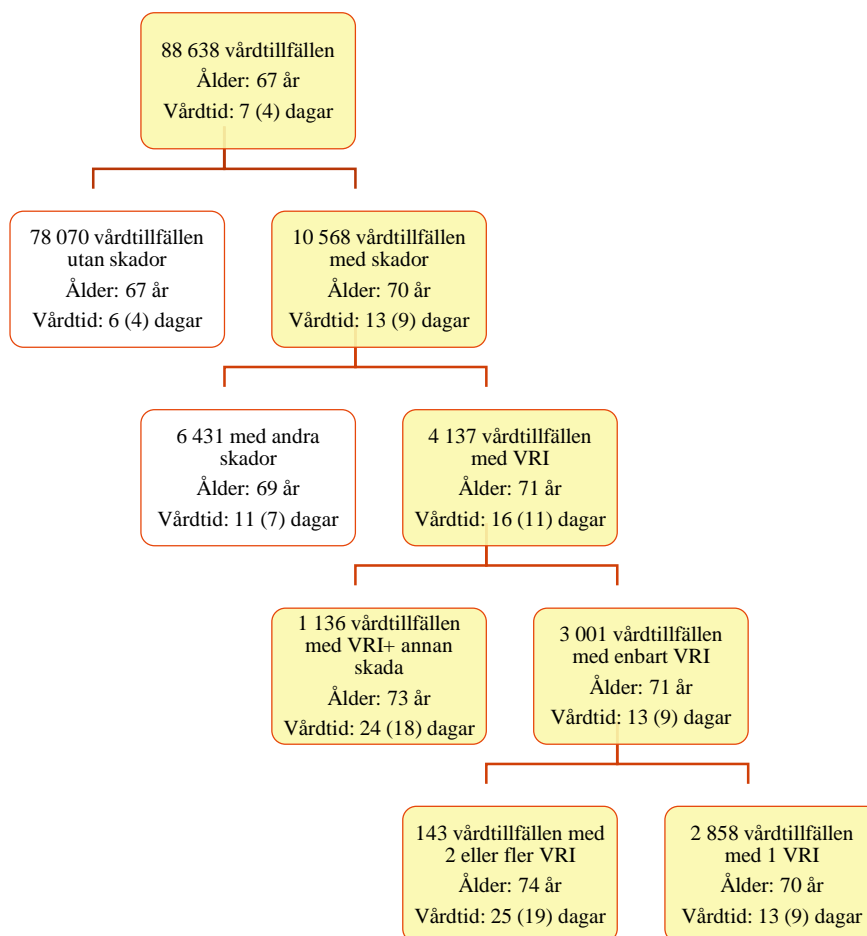 88 638 vårdtillfällen
Ålder: 67 år
Vårdtid: 7 (4) dagar
78 070 vårdtillfällen
utan skador
Ålder: 67 år
Vårdtid: 6 (4) dagar
10 568 vårdtillfällen
med skador
Ålder: 70 år
Vårdtid: 13 (9) dagar
6 431 med andra
skador
Ålder: 69 år
Vårdtid: 11 (7) dagar
4 137 vårdtillfällen
med VRI
Ålder: 71 år
Vårdtid: 16 (11) dagar
1 136 vårdtillfällen
med VRI+ annan
skada
Ålder: 73 år
Vårdtid: 24 (18) dagar
3 001 vårdtillfällen
med enbart VRI
Ålder: 71 år
Vårdtid: 13 (9) dagar
143 vårdtillfällen med
2 eller fler VRI
Ålder: 74 år
Vårdtid: 25 (19) dagar
2 858 vårdtillfällen
med 1 VRI
Ålder: 70 år
Vårdtid: 13 (9) dagar